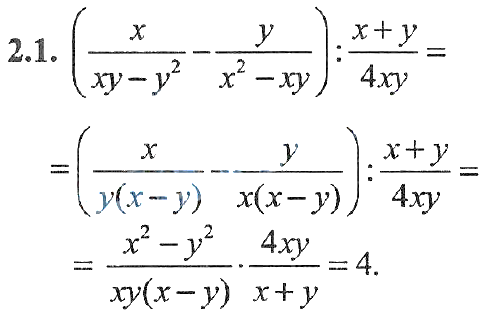 2.1. (x/(xy − y²) − y/(x² − xy)) : (x + y)/(4xy) =
= (x/(y(x − y)) − y/(x(x − y))) : (x + y)/(4xy) =
= (x² − y²)/(xy(x − y)) · (4xy)/(x + y) = 4.